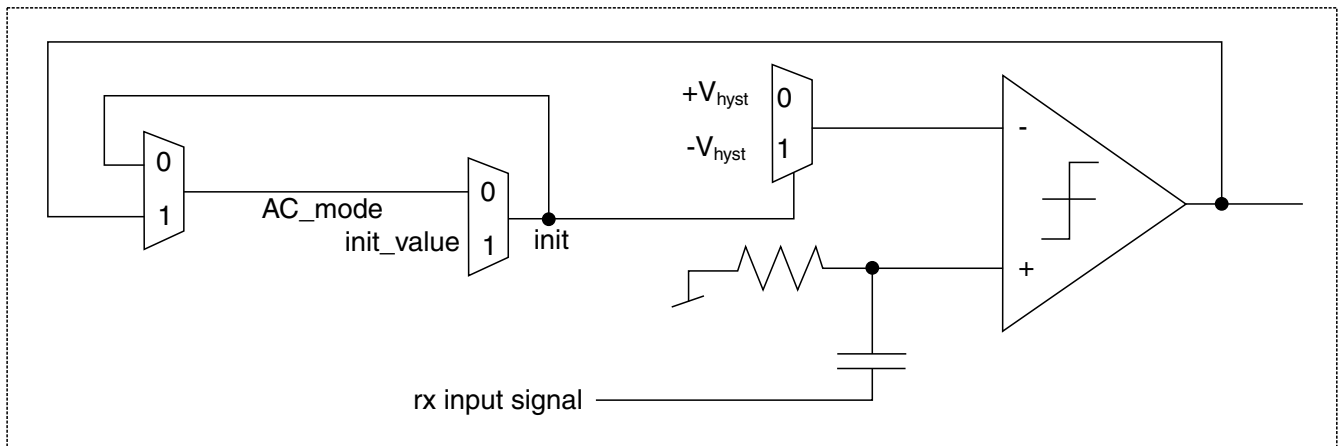 +Vhyst
0
-Vhyst
1
-
0
1
AC_mode
0
init_value
1
init
+
rx input signal